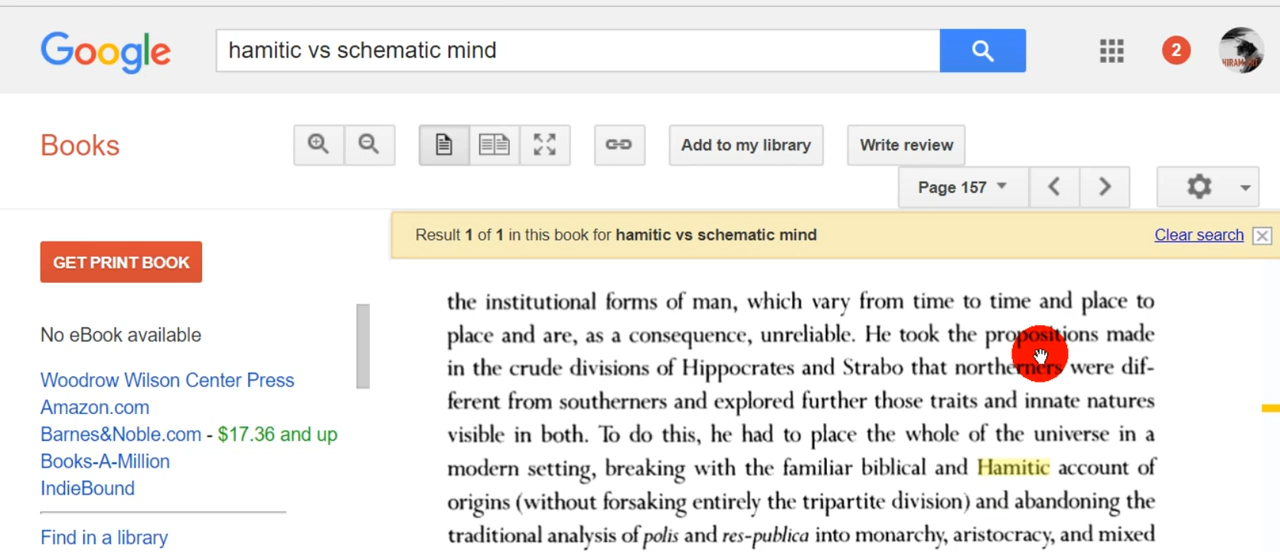 Google
hamitic vs schematic mind
2
HIRAM
Books
Add to my library
Write review
Page 157
Result 1 of 1 in this book for hamitic vs schematic mind
Clear search
GET PRINT BOOK
No eBook available
Woodrow Wilson Center Press
Amazon.com
Barnes&Noble.com - $17.36 and up
Books-A-Million
IndieBound
Find in a library
the institutional forms of man, which vary from time to time and place to
place and are, as a consequence, unreliable. He took the propositions made
in the crude divisions of Hippocrates and Strabo that northerners were dif-
ferent from southerners and explored further those traits and innate natures
visible in both. To do this, he had to place the whole of the universe in a
modern setting, breaking with the familiar biblical and Hamitic account of
origins (without forsaking entirely the tripartite division) and abandoning the
traditional analysis of polis and res-publica into monarchy, aristocracy, and mixed